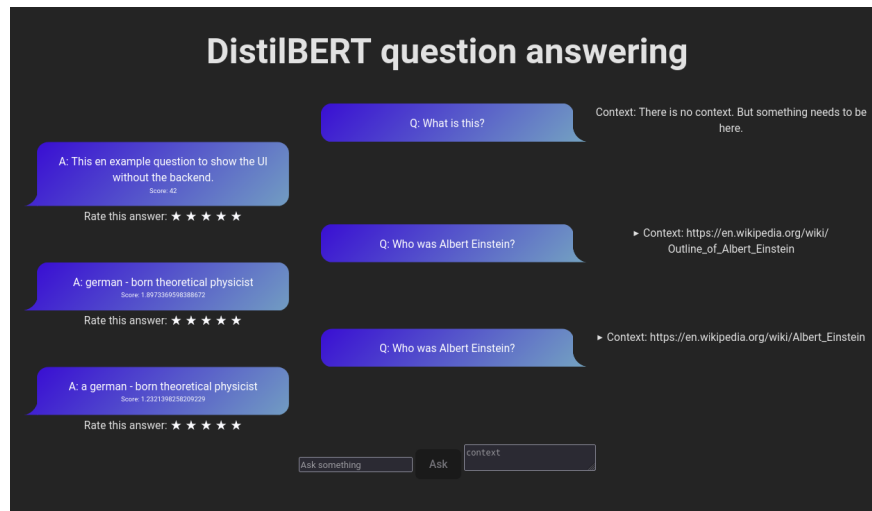 DistilBERT question answering
Q: What is this?
Context: There is no context. But something needs to be
here.
A: This en example question to show the UI
without the backend.
Score: 42
Rate this answer: ★ ★ ★ ★ ★
Q: Who was Albert Einstein?
► Context: https://en.wikipedia.org/wiki/
Outline_of_Albert_Einstein
A: german - born theoretical physicist
Score: 1.8973369598388672
Rate this answer: ★ ★ ★ ★ ★
Q: Who was Albert Einstein?
► Context: https://en.wikipedia.org/wiki/Albert_Einstein
A: a german - born theoretical physicist
Score: 1.2321398258209229
Rate this answer: ★ ★ ★ ★ ★
Ask something
Ask
context